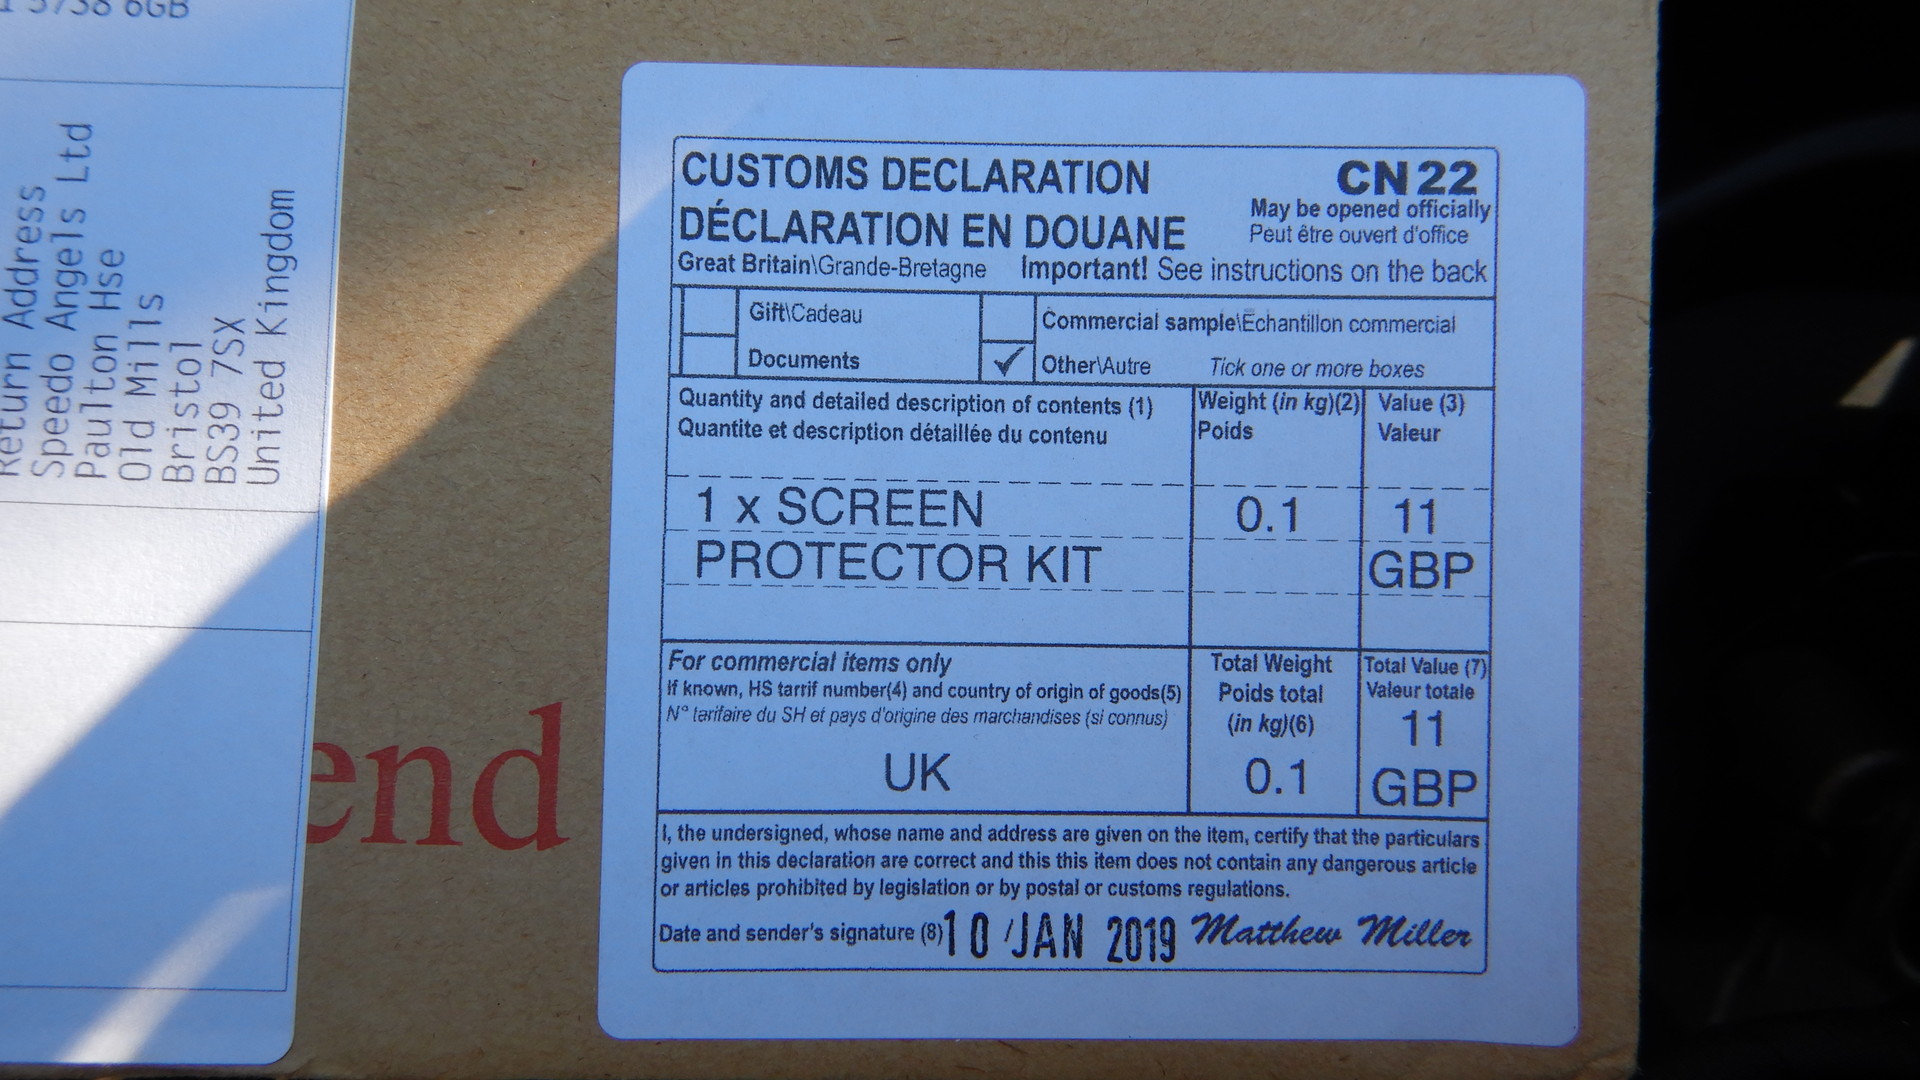 5738 6GB
Return Address
Speedo Angels Ltd
Paulton Hse
Old Mills
Bristol
BS39 7SX
United Kingdom
end
CUSTOMS DECLARATION
CN 22
DÉCLARATION EN DOUANE
May be opened officially
Peut être ouvert d'office
Great Britain\Grande-Bretagne
Important! See instructions on the back
Gift\Cadeau
Commercial sample\Echantillon commercial
Documents
✓ Other\Autre
Tick one or more boxes
Quantity and detailed description of contents (1)
Quantite et description détaillée du contenu
Weight (in kg)(2)
Poids
Value (3)
Valeur
1 x SCREEN
PROTECTOR KIT
0.1
11
GBP
For commercial items only
If known, HS tarrif number(4) and country of origin of goods(5)
N° tarifaire du SH et pays d'origine des marchandises (si connus)
UK
Total Weight
Poids total
(in kg)(6)
0.1
Total Value (7)
Valeur totale
11
GBP
I, the undersigned, whose name and address are given on the item, certify that the particulars
given in this declaration are correct and this this item does not contain any dangerous article
or articles prohibited by legislation or by postal or customs regulations.
Date and sender's signature (8) 10 JAN 2019 Matthew Miller